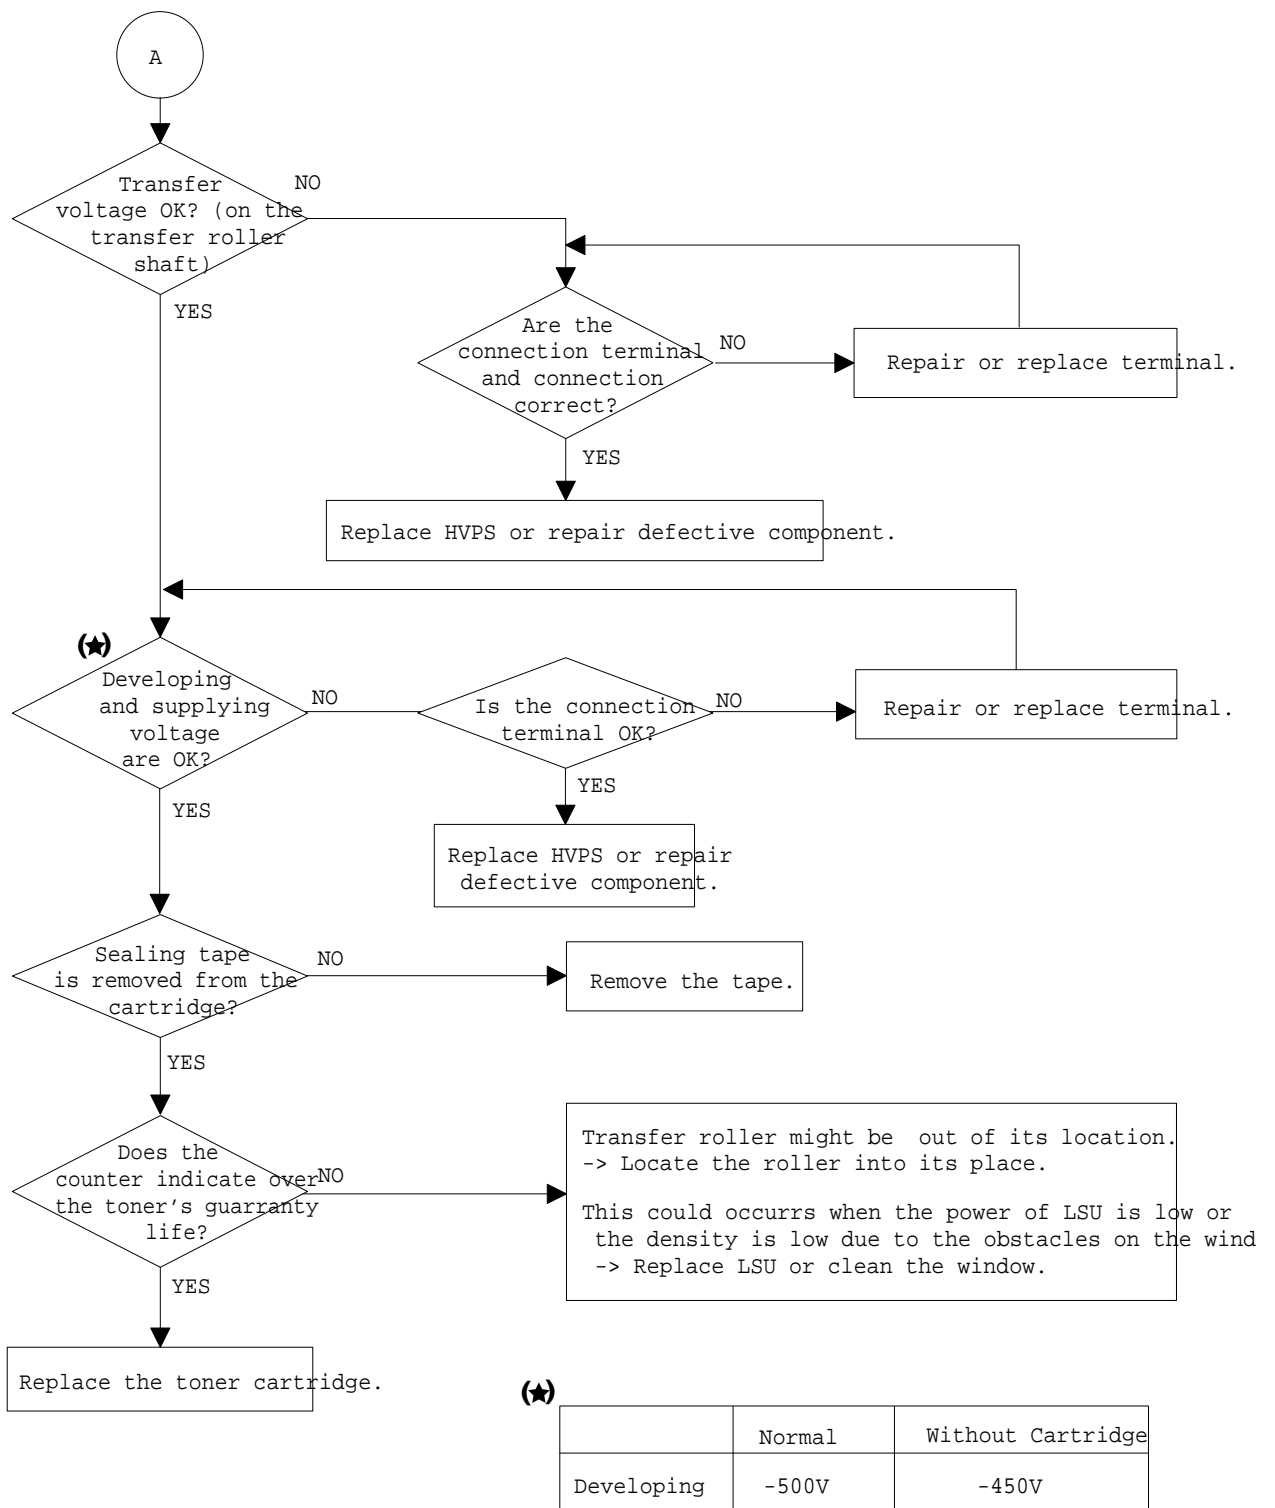 A
Transfer
voltage OK? (on the
transfer roller
shaft)
NO
YES
Are the
connection terminal
and connection
correct?
NO
Repair or replace terminal.
YES
Replace HVPS or repair defective component.
(★)
Developing
and supplying
voltage
are OK?
NO
Is the connection
terminal OK?
NO
Repair or replace terminal.
YES
YES
Replace HVPS or repair
defective component.
Sealing tape
is removed from the
cartridge?
NO
Remove the tape.
YES
Does the
counter indicate over
the toner's guarranty
life?
NO
Transfer roller might be  out of its location.
-> Locate the roller into its place.
This could occurrs when the power of LSU is low or
the density is low due to the obstacles on the wind
-> Replace LSU or clean the window.
YES
Replace the toner cartridge.
(★)
Normal Without Cartridge
Developing -500V -450V